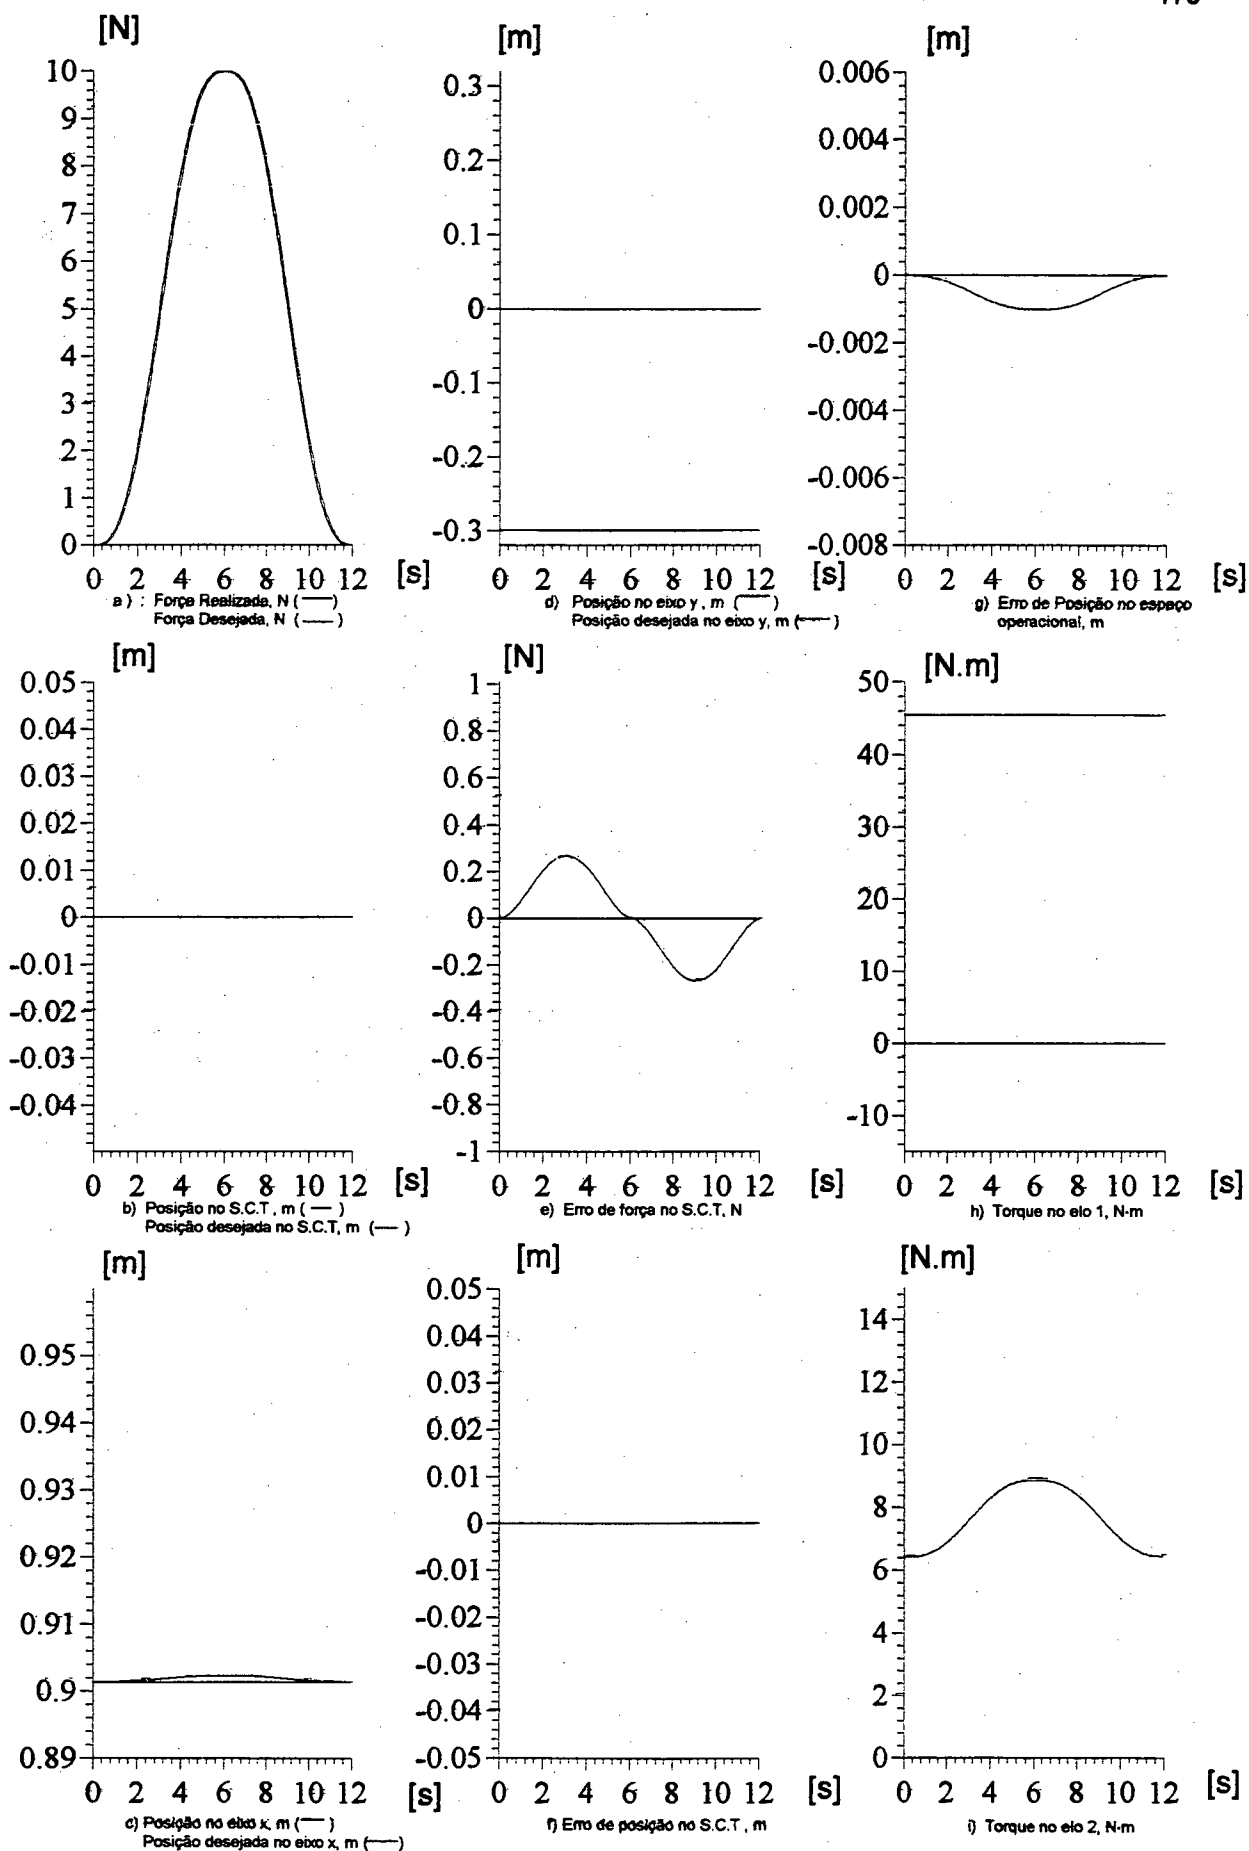 [N]
10
9
8
7
6
5
4
3
2
1
0
0 2 4 6 8 10 12 [s]
a) : Força Realizada, N ( — )
Força Desejada, N ( — )
[m]
0.3
0.2
0.1
0
-0.1
-0.2
-0.3
0 2 4 6 8 10 12 [s]
d) Posição no eixo y , m ( — )
Posição desejada no eixo y, m ( — )
[m]
0.006
0.004
0.002
0
-0.002
-0.004
-0.006
-0.008
0 2 4 6 8 10 12 [s]
g) Erro de Posição no espaço
operacional, m
[m]
0.05
0.04
0.03
0.02
0.01
0
-0.01
-0.02
-0.03
-0.04
0 2 4 6 8 10 12 [s]
b) Posição no S.C.T , m ( — )
Posição desejada no S.C.T, m ( — )
[N]
1
0.8
0.6
0.4
0.2
0
-0.2
-0.4
-0.6
-0.8
-1
0 2 4 6 8 10 12 [s]
e) Erro de força no S.C.T, N
[N.m]
50
40
30
20
10
0
-10
0 2 4 6 8 10 12 [s]
h) Torque no elo 1, N-m
[m]
0.95
0.94
0.93
0.92
0.91
0.9
0.89
0 2 4 6 8 10 12 [s]
c) Posição no eixo x, m ( — )
Posição desejada no eixo x, m ( — )
[m]
0.05
0.04
0.03
0.02
0.01
0
-0.01
-0.02
-0.03
-0.04
-0.05
0 2 4 6 8 10 12 [s]
f) Erro de posição no S.C.T , m
[N.m]
14
12
10
8
6
4
2
0
0 2 4 6 8 10 12 [s]
i) Torque no elo 2, N-m